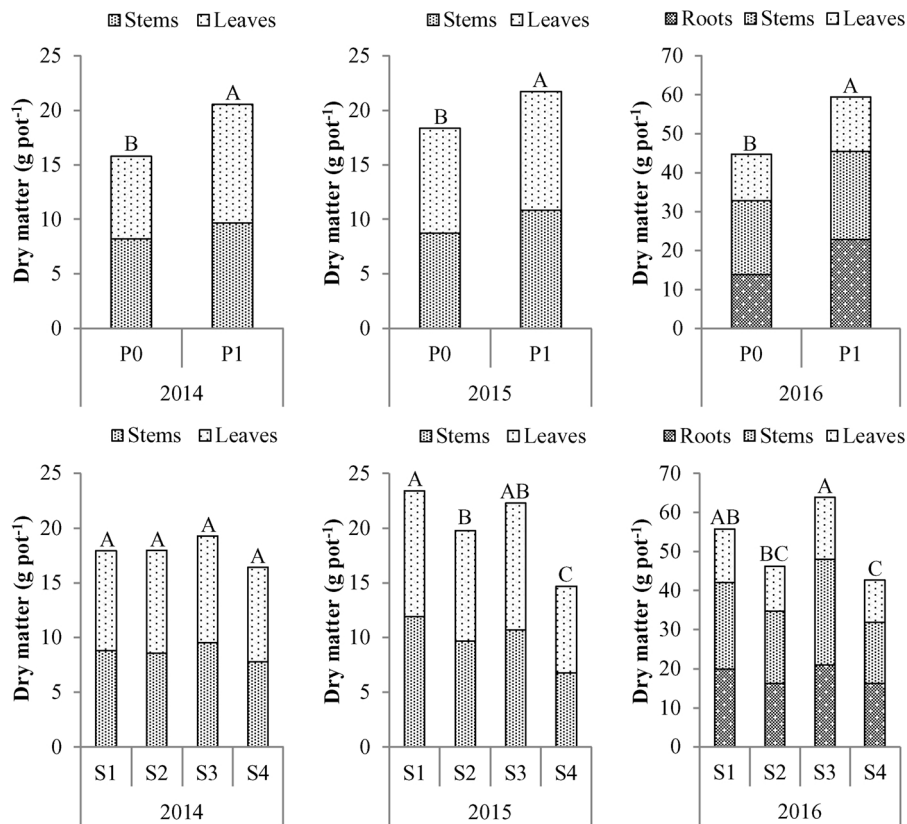 Stems Leaves
25
20
15
10
5
0
Dry matter (g pot⁻¹)
B
A
P0 P1
2014
Stems Leaves
25
20
15
10
5
0
Dry matter (g pot⁻¹)
B
A
P0 P1
2015
Roots Stems Leaves
70
60
50
40
30
20
10
0
Dry matter (g pot⁻¹)
B
A
P0 P1
2016
Stems Leaves
25
20
15
10
5
0
Dry matter (g pot⁻¹)
A A A A
S1 S2 S3 S4
2014
Stems Leaves
25
20
15
10
5
0
Dry matter (g pot⁻¹)
A B AB C
S1 S2 S3 S4
2015
Roots Stems Leaves
70
60
50
40
30
20
10
0
Dry matter (g pot⁻¹)
AB BC A C
S1 S2 S3 S4
2016